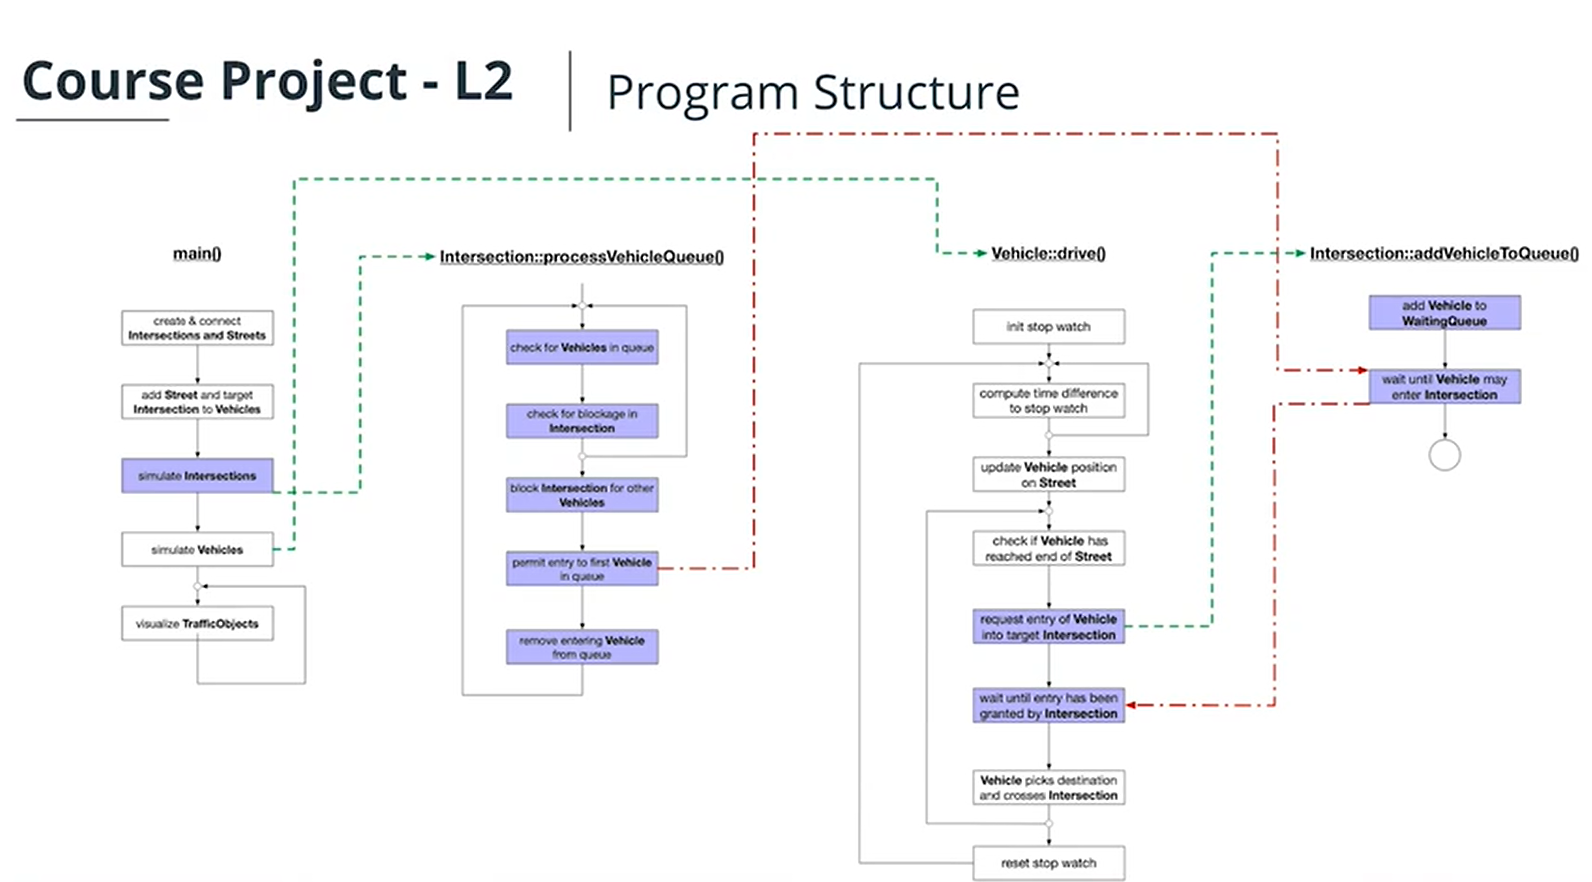 Course Project - L2
Program Structure
main()
create & connect
Intersections and Streets
add Street and target
Intersection to Vehicles
simulate Intersections
simulate Vehicles
visualize TrafficObjects
Intersection::processVehicleQueue()
check for Vehicles in queue
check for blockage in
Intersection
block Intersection for other
Vehicles
permit entry to first Vehicle
in queue
remove entering Vehicle
from queue
Vehicle::drive()
init stop watch
compute time difference
to stop watch
update Vehicle position
on Street
check if Vehicle has
reached end of Street
request entry of Vehicle
into target Intersection
wait until entry has been
granted by Intersection
Vehicle picks destination
and crosses Intersection
reset stop watch
Intersection::addVehicleToQueue()
add Vehicle to
WaitingQueue
wait until Vehicle may
enter Intersection